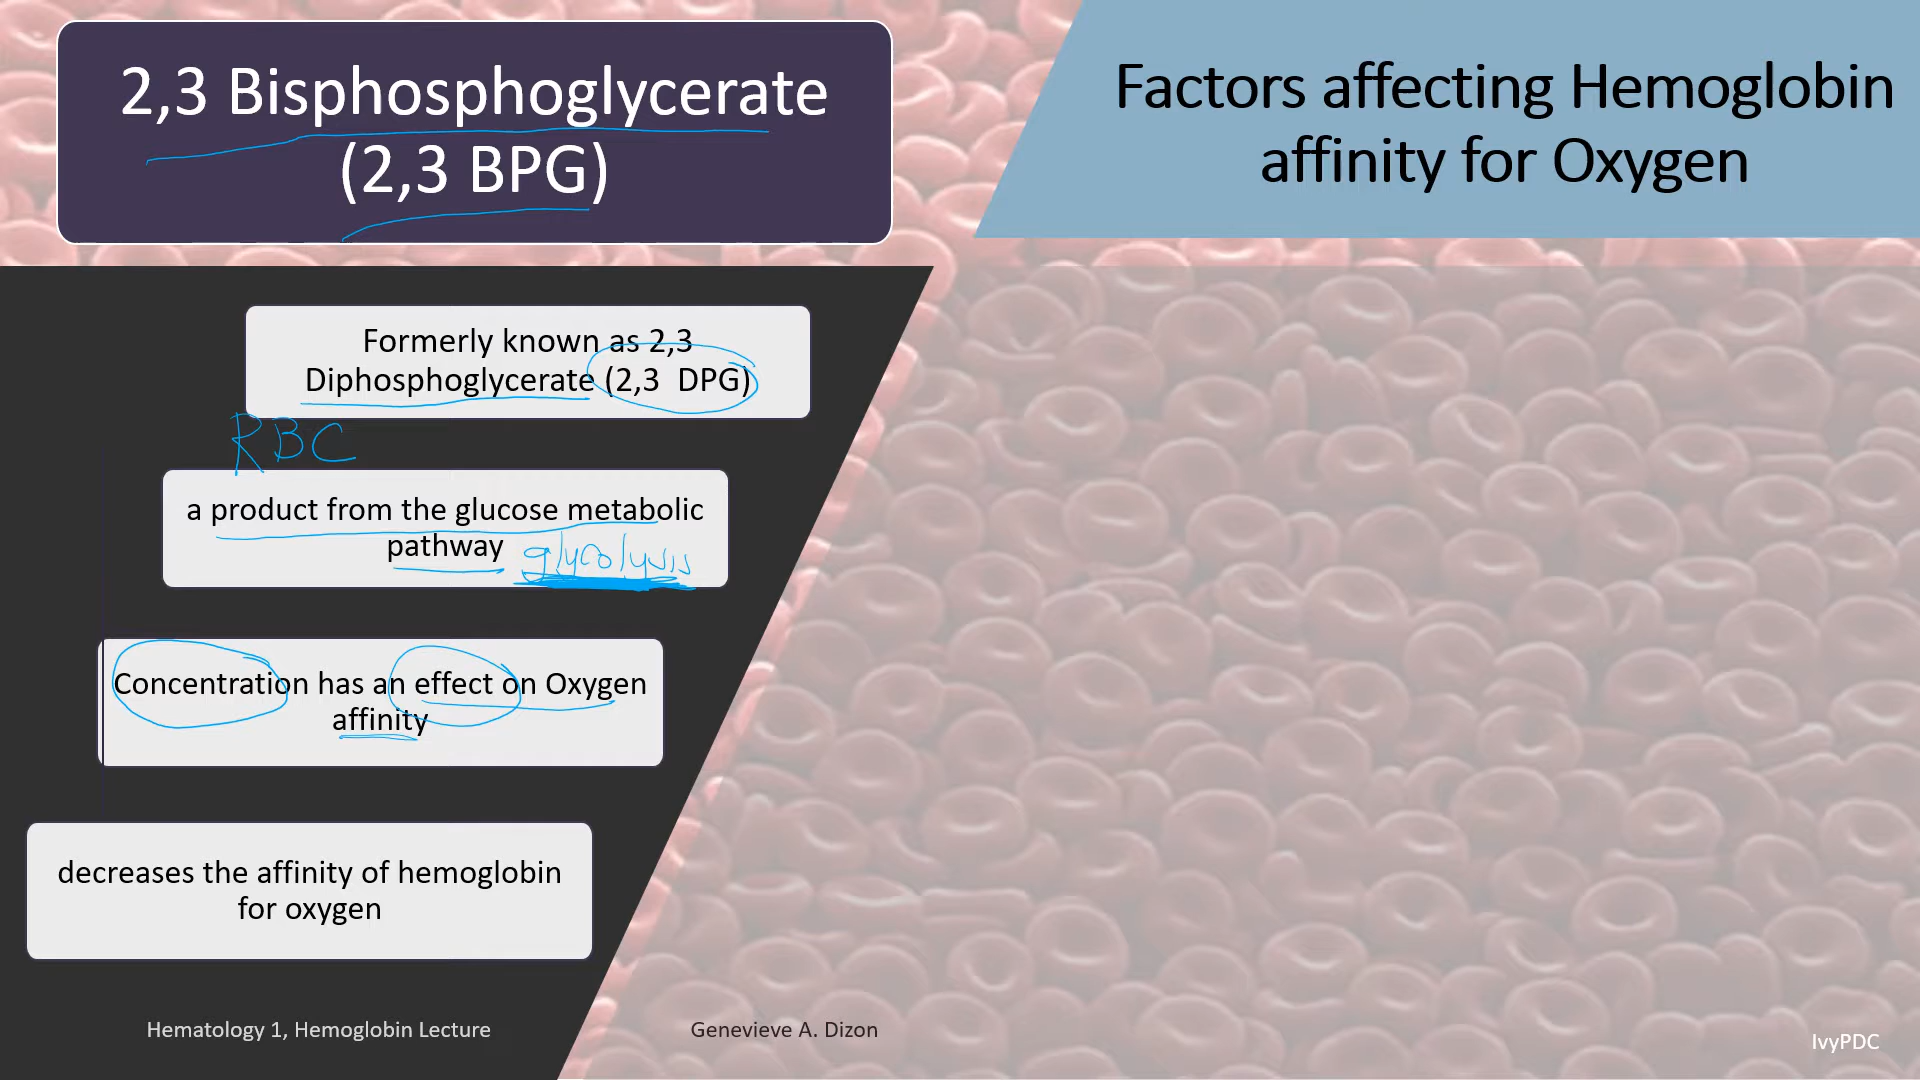 2,3 Bisphosphoglycerate
(2,3 BPG)
Factors affecting Hemoglobin
affinity for Oxygen
Formerly known as 2,3
Diphosphoglycerate (2,3 DPG)
RBC
a product from the glucose metabolic
pathway glycolysis
Concentration has an effect on Oxygen
affinity
decreases the affinity of hemoglobin
for oxygen
Hematology 1, Hemoglobin Lecture
Genevieve A. Dizon
IvyPDC